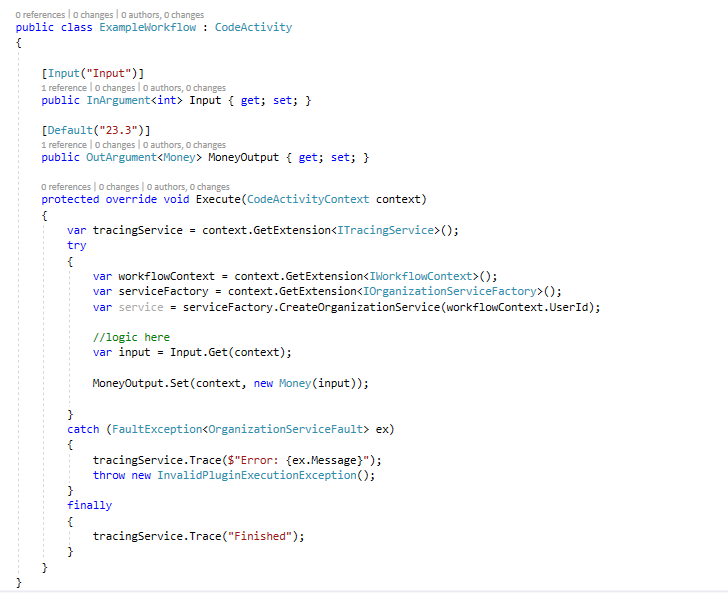 0 references | 0 changes | 0 authors, 0 changes
public class ExampleWorkflow : CodeActivity
{
[Input("Input")]
1 reference | 0 changes | 0 authors, 0 changes
public InArgument<int> Input { get; set; }
[Default("23.3")]
1 reference | 0 changes | 0 authors, 0 changes
public OutArgument<Money> MoneyOutput { get; set; }
0 references | 0 changes | 0 authors, 0 changes
protected override void Execute(CodeActivityContext context)
{
var tracingService = context.GetExtension<ITracingService>();
try
{
var workflowContext = context.GetExtension<IWorkflowContext>();
var serviceFactory = context.GetExtension<IOrganizationServiceFactory>();
var service = serviceFactory.CreateOrganizationService(workflowContext.UserId);
//logic here
var input = Input.Get(context);
MoneyOutput.Set(context, new Money(input));
}
catch (FaultException<OrganizationServiceFault> ex)
{
tracingService.Trace($"Error: {ex.Message}");
throw new InvalidPluginExecutionException();
}
finally
{
tracingService.Trace("Finished");
}
}
}